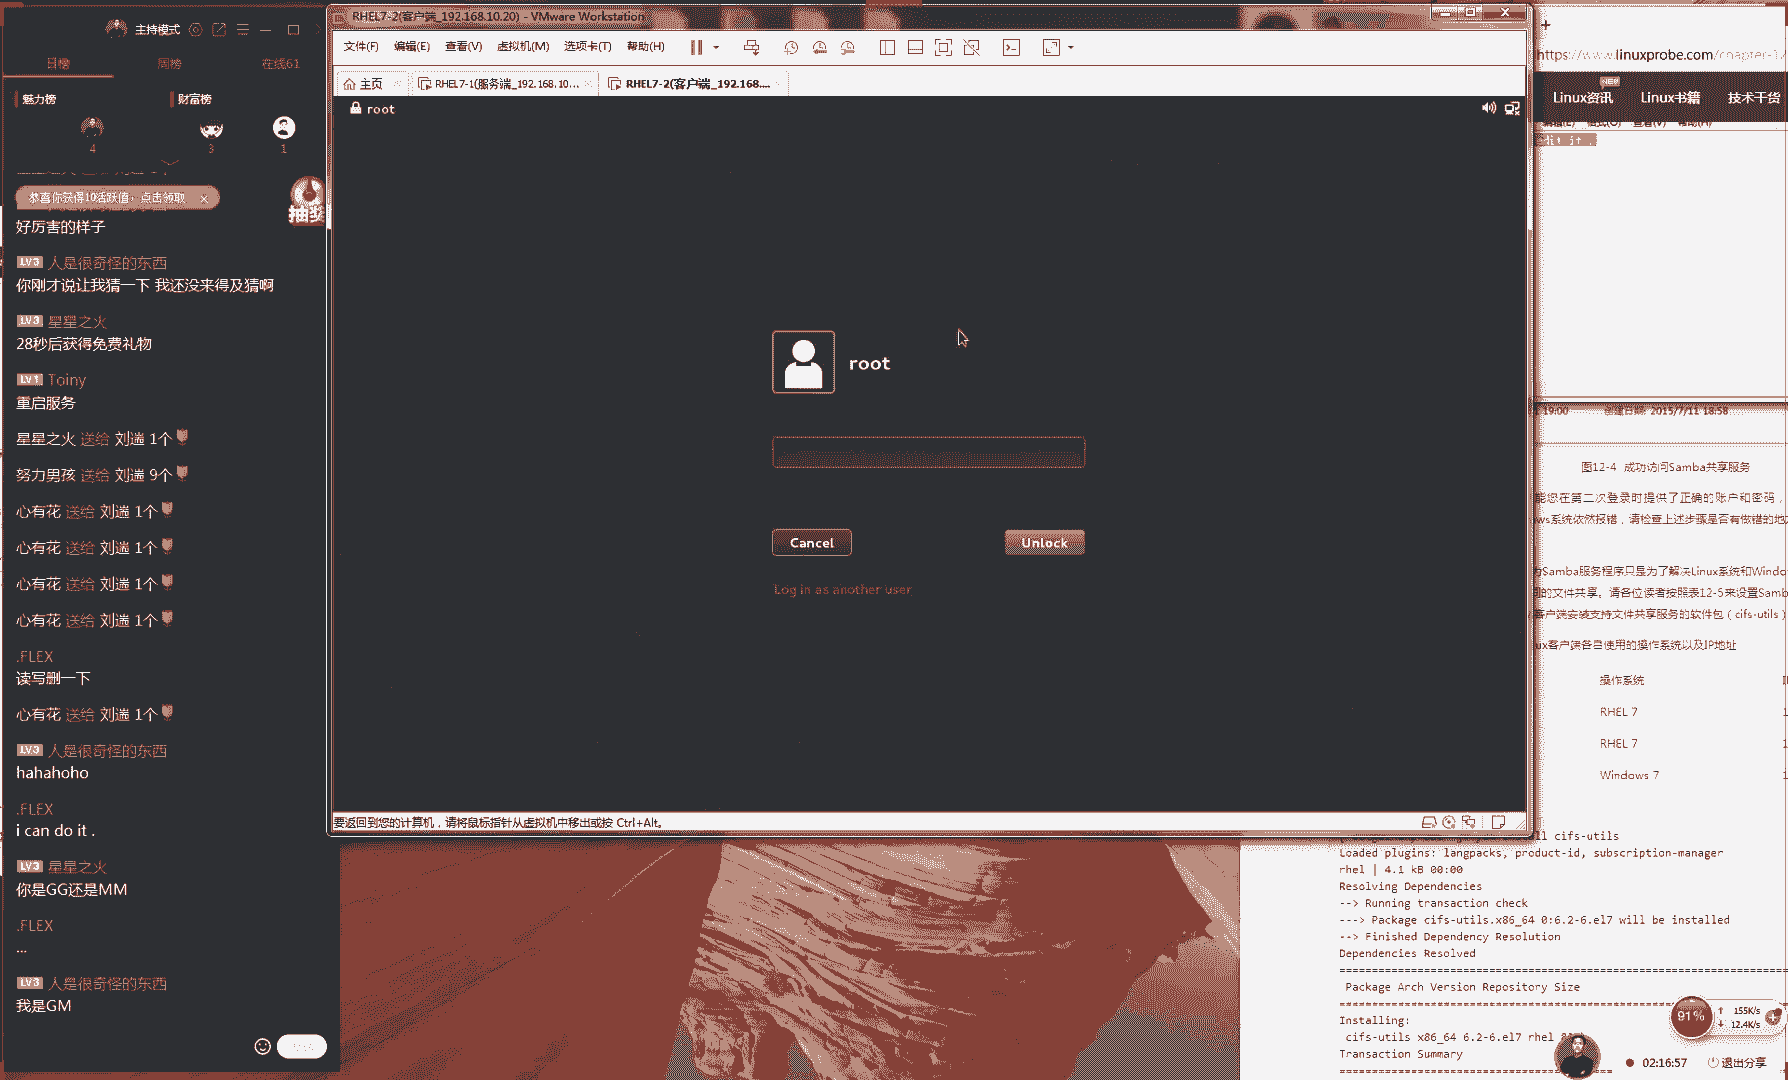 主持模式
日榜 周榜 在线61
魅力榜 财富榜
4 3 1
恭喜你获得10活跃值，点击领取 ×
抽奖
好厉害的样子
LV3 人是很奇怪的东西
你刚才说让我猜一下 我还没来得及猜啊
LV3 星星之火
28秒后获得免费礼物
LV1 Toiny
重启服务
星星之火 送给 刘遄 1个
努力男孩 送给 刘遄 9个
心有花 送给 刘遄 1个
心有花 送给 刘遄 1个
心有花 送给 刘遄 1个
心有花 送给 刘遄 1个
.FLEX
读写删一下
心有花 送给 刘遄 1个
LV3 人是很奇怪的东西
hahahoho
.FLEX
i can do it .
LV3 星星之火
你是GG还是MM
.FLEX
...
LV3 人是很奇怪的东西
我是GM
RHEL7-2(客户端_192.168.10.20) - VMware Workstation
文件(F) 编辑(E) 查看(V) 虚拟机(M) 选项卡(T) 帮助(H)
主页 RHEL7-1(服务端_192.168.10... RHEL7-2(客户端_192.168....
root
root
Cancel Unlock
Log in as another user
要返回到您的计算机，请将鼠标指针从虚拟机中移出或按 Ctrl+Alt。
https://www.linuxprobe.com/chapter-1
NEW
Linux资讯 Linux书籍 技术干货
19:00 创建日期: 2015/7/11 18:58
图12-4 成功访问Samba共享服务
能您在第二次登录时提供了正确的账户和密码，
ws系统依然报错，请检查上述步骤是否有做错的地
Samba服务程序只是为了解决Linux系统和Windo
的文件共享。请各位读者按照表12-5来设置Samb
客户端安装支持文件共享服务的软件包（cifs-utils）
ux客户端各自使用的操作系统以及IP地址
操作系统
RHEL 7
RHEL 7
Windows 7
ll cifs-utils
Loaded plugins: langpacks, product-id, subscription-manager
rhel | 4.1 kB 00:00
Resolving Dependencies
--> Running transaction check
---> Package cifs-utils.x86_64 0:6.2-6.el7 will be installed
--> Finished Dependency Resolution
Dependencies Resolved
Package Arch Version Repository Size
Installing:
cifs-utils x86_64 6.2-6.el7 rhel
Transaction Summary
91% 155K/s
12.4K/s
02:16:57 退出分享